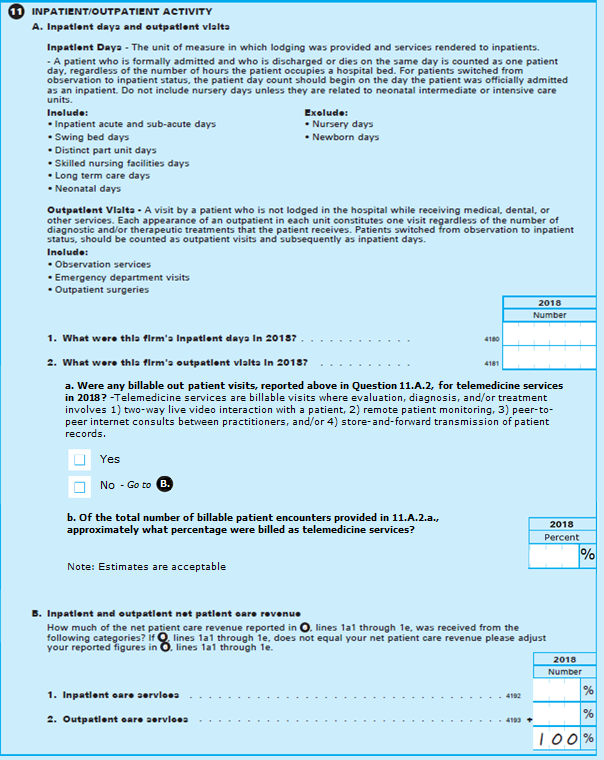 11 INPATIENT/OUTPATIENT ACTIVITY
A. Inpatient days and outpatient visits
Inpatient Days - The unit of measure in which lodging was provided and services rendered to inpatients.
- A patient who is formally admitted and who is discharged or dies on the same day is counted as one patient
day, regardless of the number of hours the patient occupies a hospital bed. For patients switched from
observation to inpatient status, the patient day count should begin on the day the patient was officially admitted
as an inpatient. Do not include nursery days unless they are related to neonatal intermediate or intensive care
units.
Include:
• Inpatient acute and sub-acute days
• Swing bed days
• Distinct part unit days
• Skilled nursing facilities days
• Long term care days
• Neonatal days
Exclude:
• Nursery days
• Newborn days
Outpatient Visits - A visit by a patient who is not lodged in the hospital while receiving medical, dental, or
other services. Each appearance of an outpatient in each unit constitutes one visit regardless of the number of
diagnostic and/or therapeutic treatments that the patient receives. Patients switched from observation to inpatient
status, should be counted as outpatient visits and subsequently as inpatient days.
Include:
• Observation services
• Emergency department visits
• Outpatient surgeries
2018
Number
1. What were this firm's inpatient days in 2018? . . . . . . . . . . . . 4180
2. What were this firm's outpatient visits in 2018? . . . . . . . . . . 4181
a. Were any billable out patient visits, reported above in Question 11.A.2, for telemedicine services
in 2018? -Telemedicine services are billable visits where evaluation, diagnosis, and/or treatment
involves 1) two-way live video interaction with a patient, 2) remote patient monitoring, 3) peer-to-
peer internet consults between practitioners, and/or 4) store-and-forward transmission of patient
records.
Yes
No - Go to B.
b. Of the total number of billable patient encounters provided in 11.A.2.a.,
approximately what percentage were billed as telemedicine services?
2018
Percent
%
Note: Estimates are acceptable
B. Inpatient and outpatient net patient care revenue
How much of the net patient care revenue reported in , lines 1a1 through 1e, was received from the
following categories? If , lines 1a1 through 1e, does not equal your net patient care revenue please adjust
your reported figures in , lines 1a1 through 1e.
2018
Number
1. Inpatient care services . . . . . . . . . . . . . . . . . . . . . . . . . . . . 4192 %
2. Outpatient care services . . . . . . . . . . . . . . . . . . . . . . . . . . . 4193 + %
100 %